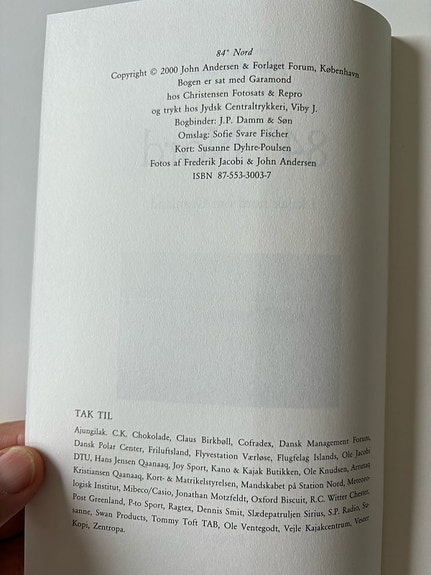 84° Nord
Copyright © 2000 John Andersen & Forlaget Forum, København
Bogen er sat med Garamond
hos Christensen Fotosats & Repro
og trykt hos Jydsk Centraltrykkeri, Viby J.
Bogbinder: J.P. Damm & Søn
Omslag: Sofie Svare Fischer
Kort: Susanne Dyhre-Poulsen
Fotos af Frederik Jacobi & John Andersen
ISBN 87-553-3003-7
TAK TIL
Ajungilak. C.K. Chokolade, Claus Birkbøll, Cofradex, Dansk Management Forum,
Dansk Polar Center, Friluftsland, Flyvestation Værløse, Flugfelag Islands, Ole Jacobi
DTU, Hans Jensen Qaanaaq, Joy Sport, Kano & Kajak Butikken, Ole Knudsen,
Kristiansen Qaanaaq, Kort- & Matrikelstyrelsen, Mandskabet på Station Nord, Meteoro-
logisk Institut, Mibeco/Casio, Jonathan Motzfeldt, Oxford Biscuit, R.C. Witter Chester,
Post Greenland, P-to Sport, Ragtex, Dennis Smit, Slædepatruljen Sirius, S.P. Radio, Su-
sanne, Swan Products, Tommy Toft TAB, Ole Ventegodt, Vejle Kajakcentrum, Vester
Kopi, Zentropa.